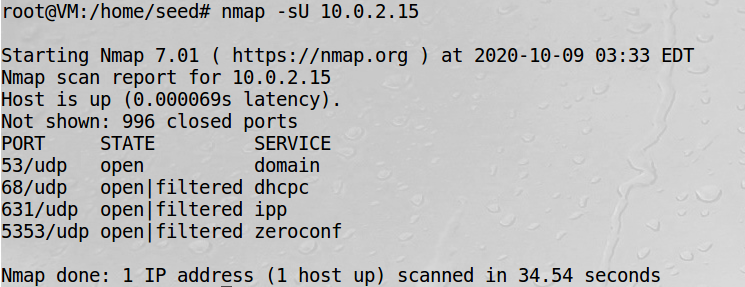 root@VM:/home/seed# nmap -sU 10.0.2.15
Starting Nmap 7.01 ( https://nmap.org ) at 2020-10-09 03:33 EDT
Nmap scan report for 10.0.2.15
Host is up (0.000069s latency).
Not shown: 996 closed ports
PORT     STATE         SERVICE
53/udp   open          domain
68/udp   open|filtered dhcpc
631/udp  open|filtered ipp
5353/udp open|filtered zeroconf
Nmap done: 1 IP address (1 host up) scanned in 34.54 seconds